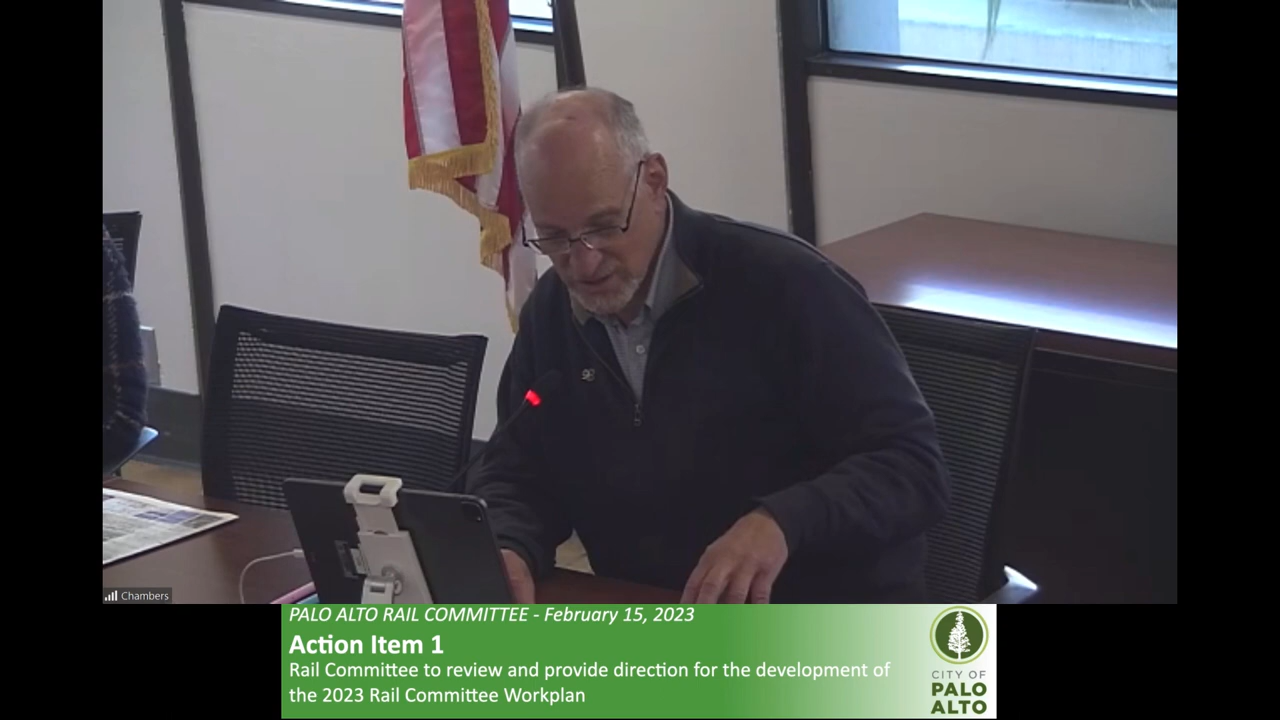 Chambers
PALO ALTO RAIL COMMITTEE - February 15, 2023
Action Item 1
Rail Committee to review and provide direction for the development of
the 2023 Rail Committee Workplan
CITY OF
PALO
ALTO